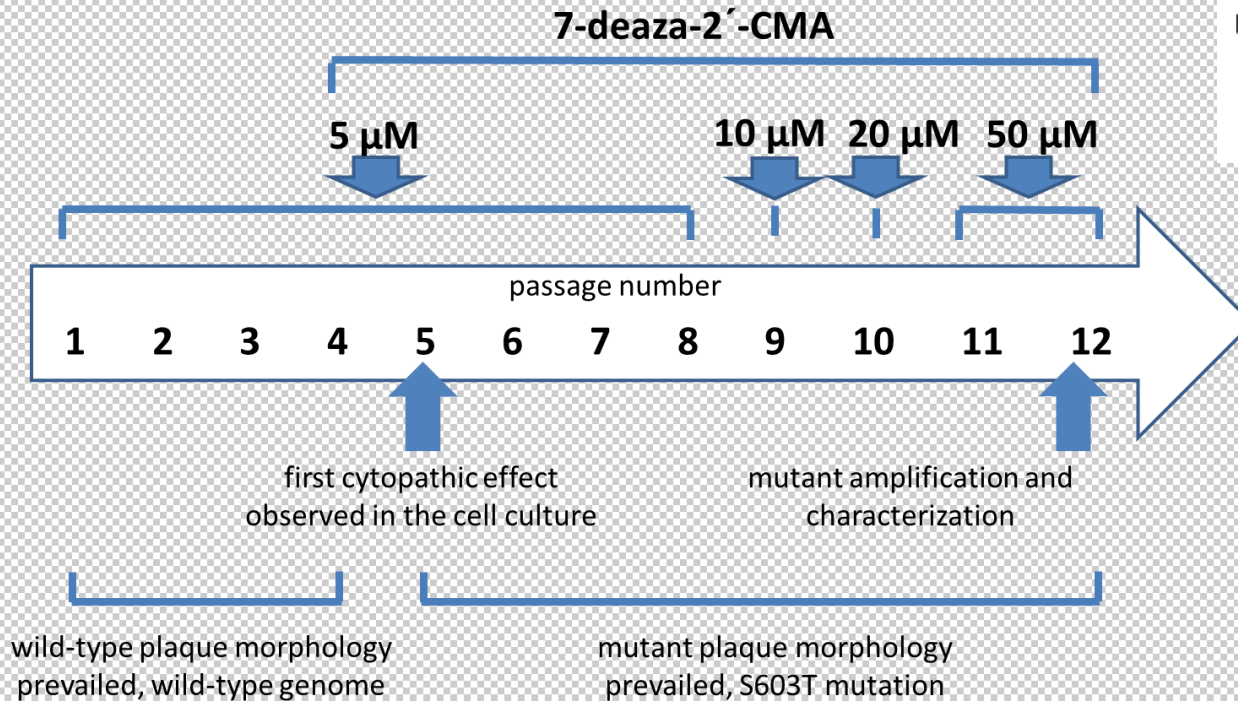 7-deaza-2´-CMA
5 µM
10 µM
20 µM
50 µM
passage number
1 2 3 4 5 6 7 8 9 10 11 12
first cytopathic effect
observed in the cell culture
mutant amplification and
characterization
wild-type plaque morphology
prevailed, wild-type genome
mutant plaque morphology
prevailed, S603T mutation